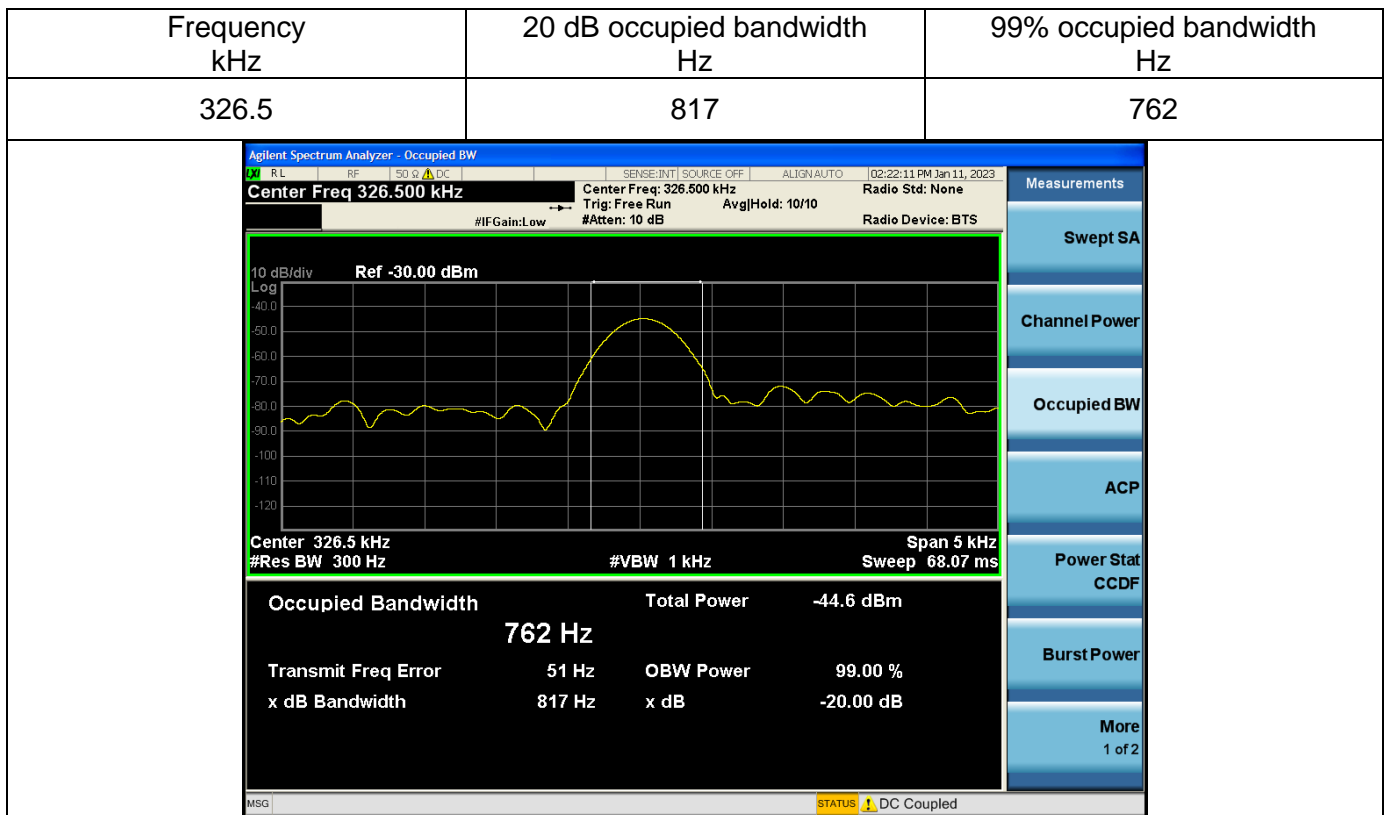 Frequency
kHz
20 dB occupied bandwidth
Hz
99% occupied bandwidth
Hz
326.5
817
762
Agilent Spectrum Analyzer - Occupied BW
LXI RL RF 50 Ω DC SENSE:INT SOURCE OFF ALIGN AUTO 02:22:11 PM Jan 11, 2023
Center Freq 326.500 kHz
Center Freq: 326.500 kHz
Radio Std: None
Trig: Free Run Avg|Hold: 10/10
#IFGain:Low
#Atten: 10 dB
Radio Device: BTS
10 dB/div Ref -30.00 dBm
Log
-40.0
-50.0
-60.0
-70.0
-80.0
-90.0
-100
-110
-120
Center 326.5 kHz Span 5 kHz
#Res BW 300 Hz #VBW 1 kHz Sweep 68.07 ms
Occupied Bandwidth Total Power -44.6 dBm
762 Hz
Transmit Freq Error 51 Hz OBW Power 99.00 %
x dB Bandwidth 817 Hz x dB -20.00 dB
Measurements
Swept SA
Channel Power
Occupied BW
ACP
Power Stat
CCDF
Burst Power
More
1 of 2
MSG STATUS DC Coupled